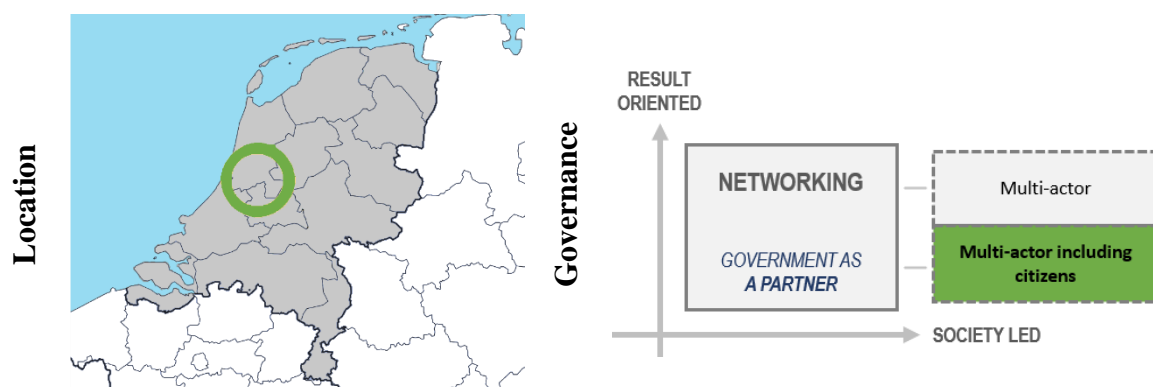 Location
Governance
RESULT
ORIENTED
NETWORKING
GOVERNMENT AS
A PARTNER
Multi-actor
Multi-actor including
citizens
SOCIETY LED